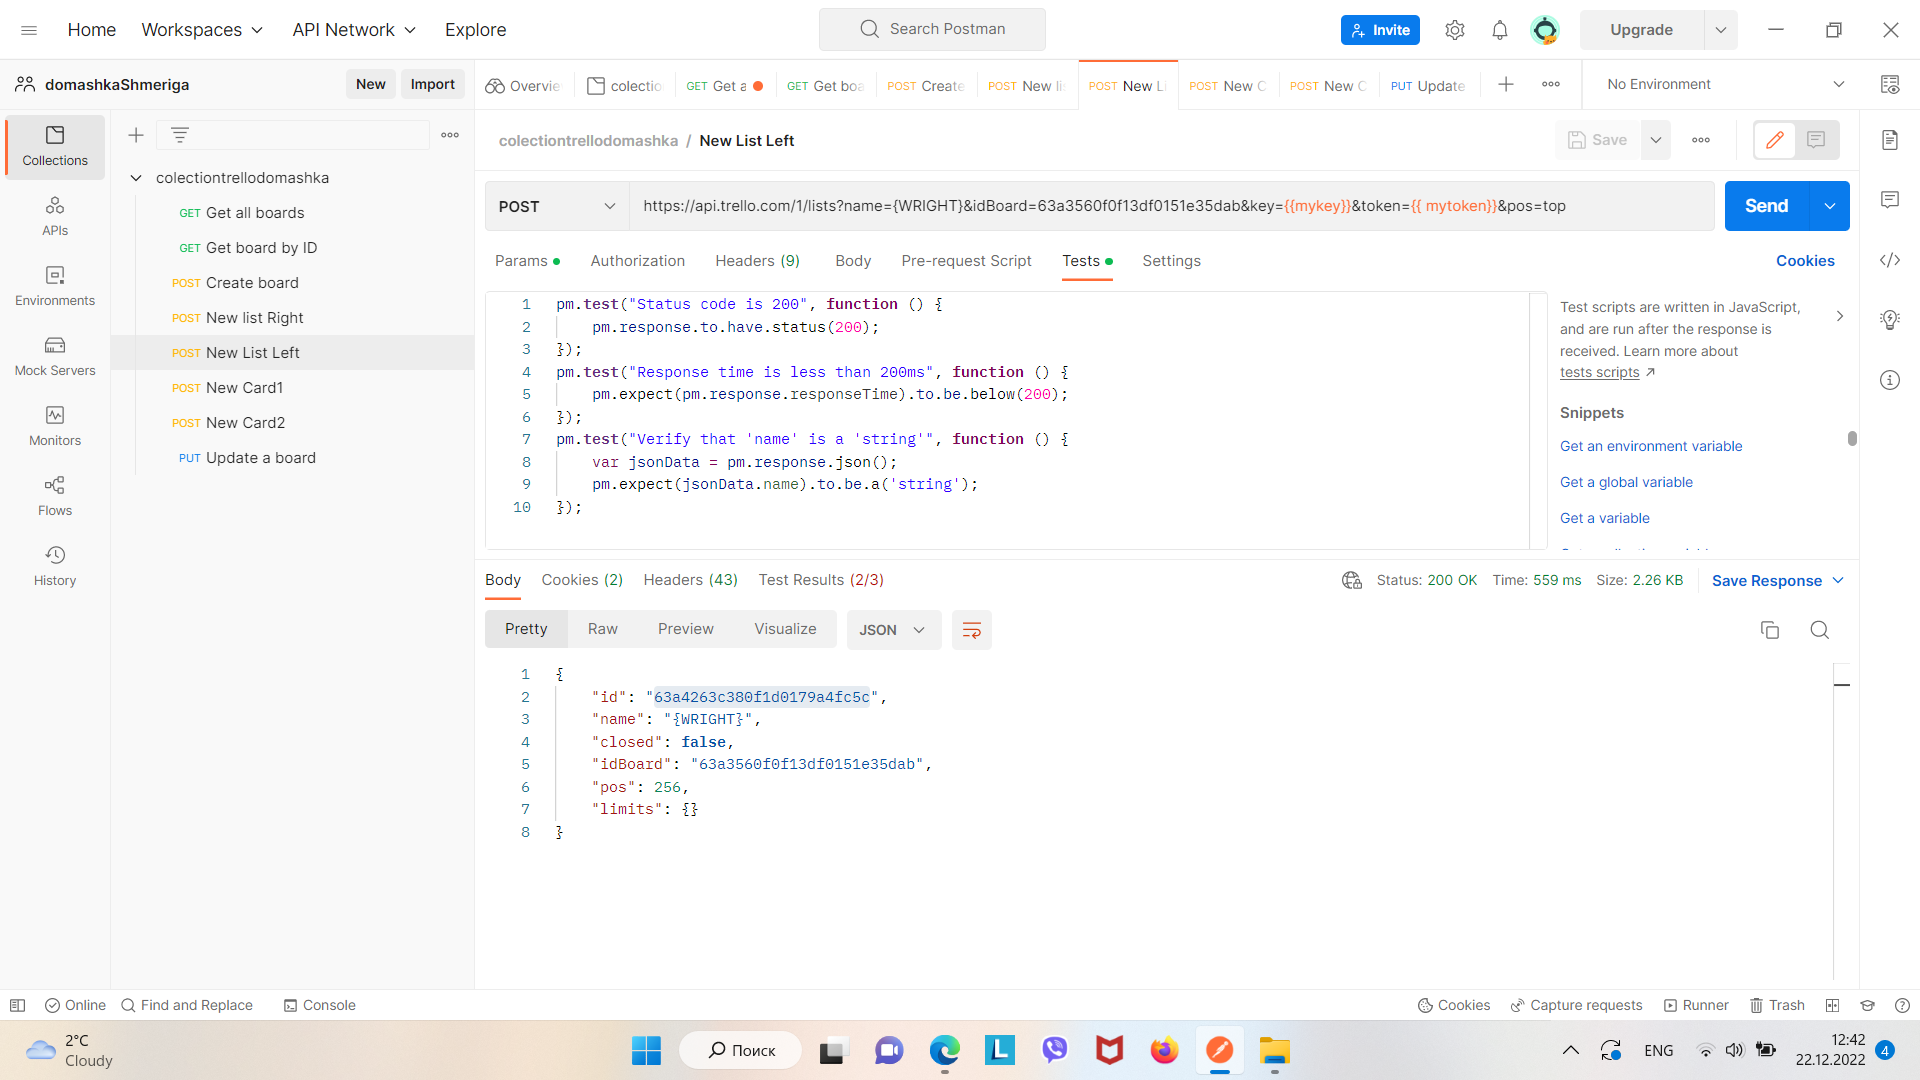 Home Workspaces API Network Explore
Search Postman
Invite
Upgrade
domashkaShmeriga
New Import
Overvie colectio GET Get a GET Get boa POST Create POST New li POST New Li POST New C POST New C PUT Update
No Environment
Collections
APIs
Environments
Mock Servers
Monitors
Flows
History
colectiontrellodomashka
GET Get all boards
GET Get board by ID
POST Create board
POST New list Right
POST New List Left
POST New Card1
POST New Card2
PUT Update a board
colectiontrellodomashka / New List Left
Save
POST
https://api.trello.com/1/lists?name={WRIGHT}&idBoard=63a3560f0f13df0151e35dab&key={{mykey}}&token={{ mytoken}}&pos=top
Send
Params Authorization Headers (9) Body Pre-request Script Tests Settings
Cookies
1 pm.test("Status code is 200", function () {
2 pm.response.to.have.status(200);
3 });
4 pm.test("Response time is less than 200ms", function () {
5 pm.expect(pm.response.responseTime).to.be.below(200);
6 });
7 pm.test("Verify that 'name' is a 'string'", function () {
8 var jsonData = pm.response.json();
9 pm.expect(jsonData.name).to.be.a('string');
10 });
Test scripts are written in JavaScript,
and are run after the response is
received. Learn more about
tests scripts
Snippets
Get an environment variable
Get a global variable
Get a variable
Body Cookies (2) Headers (43) Test Results (2/3)
Status: 200 OK Time: 559 ms Size: 2.26 KB
Save Response
Pretty Raw Preview Visualize
JSON
1 {
2 "id": "63a4263c380f1d0179a4fc5c",
3 "name": "{WRIGHT}",
4 "closed": false,
5 "idBoard": "63a3560f0f13df0151e35dab",
6 "pos": 256,
7 "limits": {}
8 }
Online Find and Replace Console
Cookies Capture requests Runner Trash
2°C
Cloudy
Поиск
L
ENG
12:42
22.12.2022
4